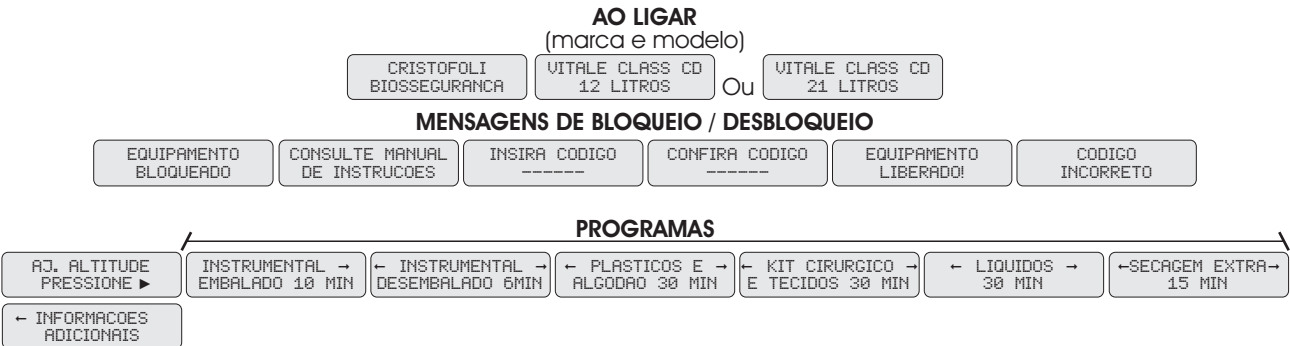 AO LIGAR
(marca e modelo)
CRISTOFOLI
BIOSSEGURANCA
VITALE CLASS CD
12 LITROS
Ou
VITALE CLASS CD
21 LITROS
MENSAGENS DE BLOQUEIO / DESBLOQUEIO
EQUIPAMENTO
BLOQUEADO
CONSULTE MANUAL
DE INSTRUCOES
INSIRA CODIGO
------
CONFIRA CODIGO
------
EQUIPAMENTO
LIBERADO!
CODIGO
INCORRETO
PROGRAMAS
AJ. ALTITUDE
PRESSIONE ►
INSTRUMENTAL →
EMBALADO 10 MIN
← INSTRUMENTAL →
DESEMBALADO 6MIN
← PLASTICOS E →
ALGODAO 30 MIN
← KIT CIRURGICO →
E TECIDOS 30 MIN
← LIQUIDOS →
30 MIN
←SECAGEM EXTRA→
15 MIN
← INFORMACOES
ADICIONAIS